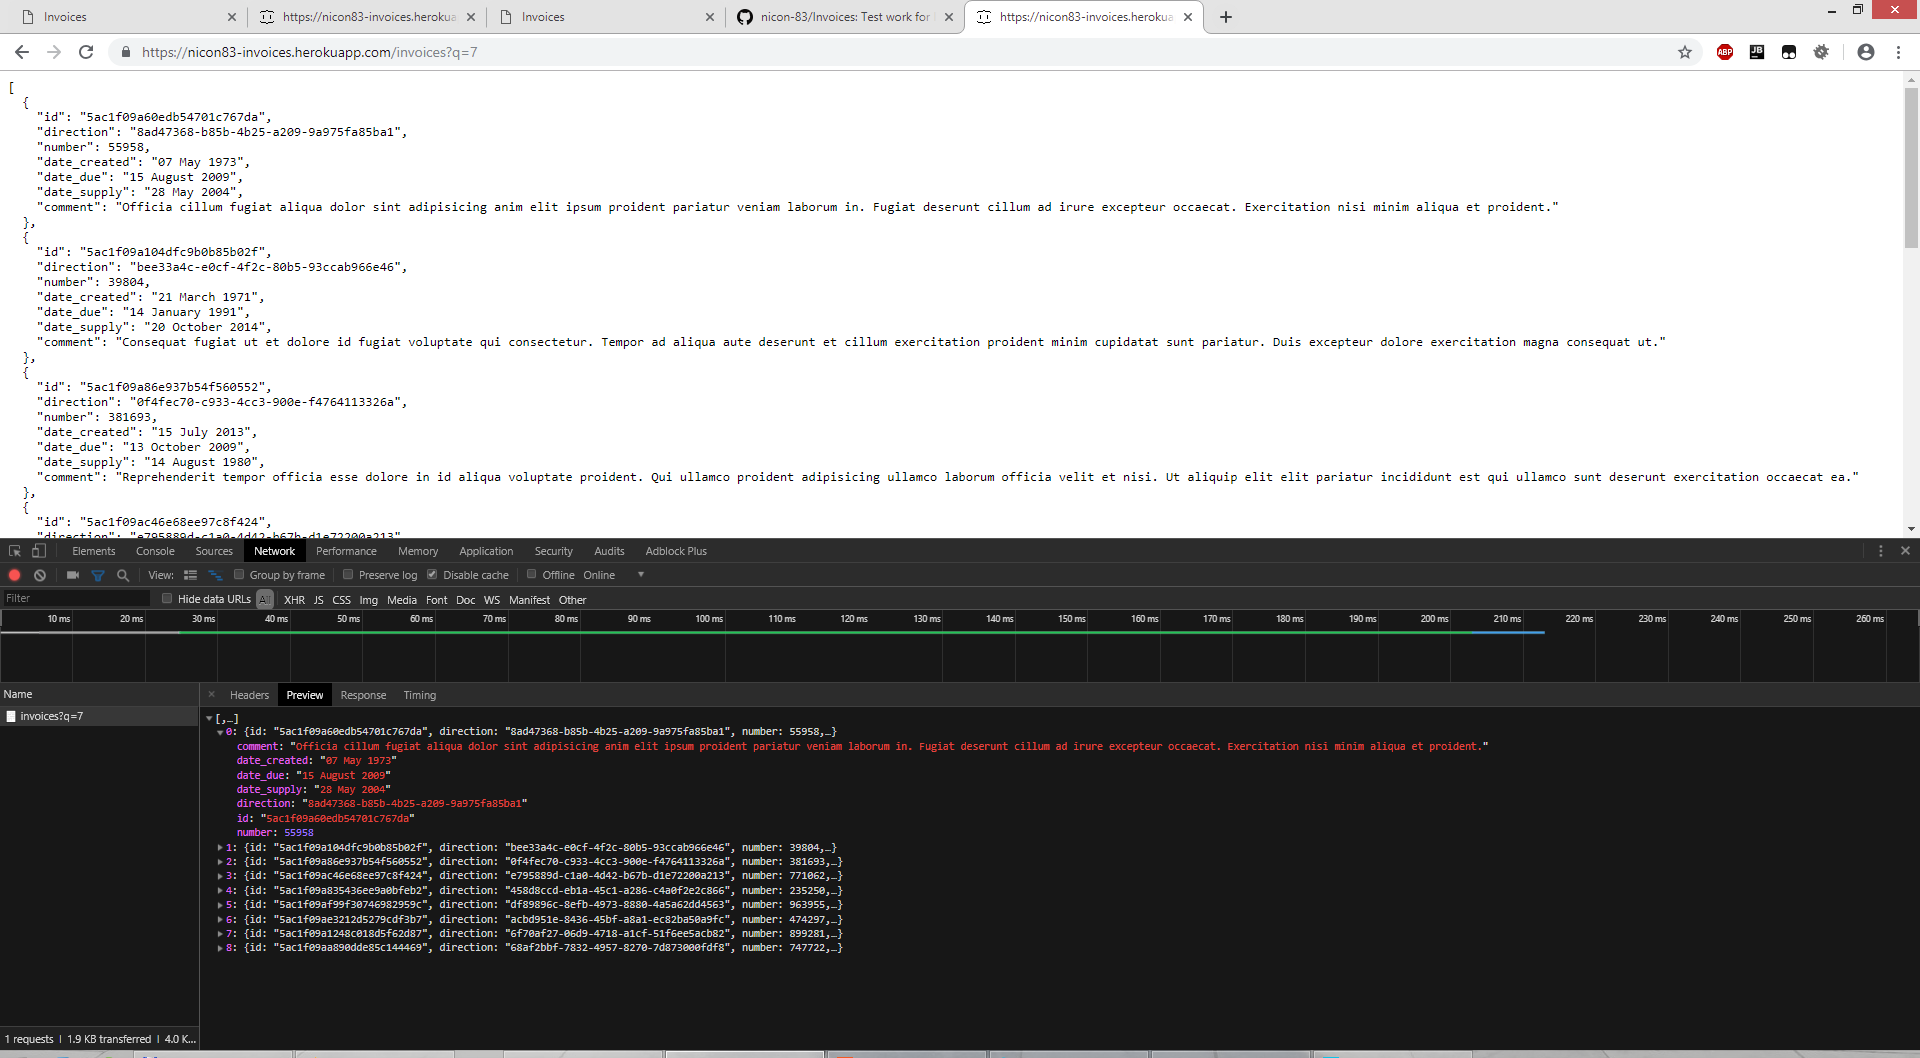 Invoices
https://nicon83-invoices.heroku
Invoices
nicon-83/Invoices: Test work for
https://nicon83-invoices.heroku
https://nicon83-invoices.herokuapp.com/invoices?q=7
ABP
JB
[
{
"id": "5ac1f09a60edb54701c767da",
"direction": "8ad47368-b85b-4b25-a209-9a975fa85ba1",
"number": 55958,
"date_created": "07 May 1973",
"date_due": "15 August 2009",
"date_supply": "28 May 2004",
"comment": "Officia cillum fugiat aliqua dolor sint adipisicing anim elit ipsum proident pariatur veniam laborum in. Fugiat deserunt cillum ad irure excepteur occaecat. Exercitation nisi minim aliqua et proident."
},
{
"id": "5ac1f09a104dfc9b0b85b02f",
"direction": "bee33a4c-e0cf-4f2c-80b5-93ccab966e46",
"number": 39804,
"date_created": "21 March 1971",
"date_due": "14 January 1991",
"date_supply": "20 October 2014",
"comment": "Consequat fugiat ut et dolore id fugiat voluptate qui consectetur. Tempor ad aliqua aute deserunt et cillum exercitation proident minim cupidatat sunt pariatur. Duis excepteur dolore exercitation magna consequat ut."
},
{
"id": "5ac1f09a86e937b54f560552",
"direction": "0f4fec70-c933-4cc3-900e-f4764113326a",
"number": 381693,
"date_created": "15 July 2013",
"date_due": "13 October 2009",
"date_supply": "14 August 1980",
"comment": "Reprehenderit tempor officia esse dolore in id aliqua voluptate proident. Qui ullamco proident adipisicing ullamco laborum officia velit et nisi. Ut aliquip elit elit pariatur incididunt est qui ullamco sunt deserunt exercitation occaecat ea."
},
{
"id": "5ac1f09ac46e68ee97c8f424",
"direction": "e795889d-c1a0-4d42-b67b-d1e72200a213"
Elements Console Sources Network Performance Memory Application Security Audits Adblock Plus
View: Group by frame Preserve log Disable cache Offline Online
Filter Hide data URLs All XHR JS CSS Img Media Font Doc WS Manifest Other
10 ms 20 ms 30 ms 40 ms 50 ms 60 ms 70 ms 80 ms 90 ms 100 ms 110 ms 120 ms 130 ms 140 ms 150 ms 160 ms 170 ms 180 ms 190 ms 200 ms 210 ms 220 ms 230 ms 240 ms 250 ms 260 ms
Name
Headers Preview Response Timing
invoices?q=7
[,…]
0: {id: "5ac1f09a60edb54701c767da", direction: "8ad47368-b85b-4b25-a209-9a975fa85ba1", number: 55958,…}
comment: "Officia cillum fugiat aliqua dolor sint adipisicing anim elit ipsum proident pariatur veniam laborum in. Fugiat deserunt cillum ad irure excepteur occaecat. Exercitation nisi minim aliqua et proident."
date_created: "07 May 1973"
date_due: "15 August 2009"
date_supply: "28 May 2004"
direction: "8ad47368-b85b-4b25-a209-9a975fa85ba1"
id: "5ac1f09a60edb54701c767da"
number: 55958
1: {id: "5ac1f09a104dfc9b0b85b02f", direction: "bee33a4c-e0cf-4f2c-80b5-93ccab966e46", number: 39804,…}
2: {id: "5ac1f09a86e937b54f560552", direction: "0f4fec70-c933-4cc3-900e-f4764113326a", number: 381693,…}
3: {id: "5ac1f09ac46e68ee97c8f424", direction: "e795889d-c1a0-4d42-b67b-d1e72200a213", number: 771062,…}
4: {id: "5ac1f09a835436ee9a0bfeb2", direction: "458d8ccd-eb1a-45c1-a286-c4a0f2e2c866", number: 235250,…}
5: {id: "5ac1f09af99f30746982959c", direction: "df89896c-8efb-4973-8880-4a5a62dd4563", number: 963955,…}
6: {id: "5ac1f09ae3212d5279cdf3b7", direction: "acbd951e-8436-45bf-a8a1-ec82ba50a9fc", number: 474297,…}
7: {id: "5ac1f09a1248c018d5f62d87", direction: "6f70af27-06d9-4718-a1cf-51f6ee5acb82", number: 899281,…}
8: {id: "5ac1f09aa890dde85c144469", direction: "68af2bbf-7832-4957-8270-7d873000fdf8", number: 747722,…}
1 requests | 1.9 KB transferred | 4.0 K...